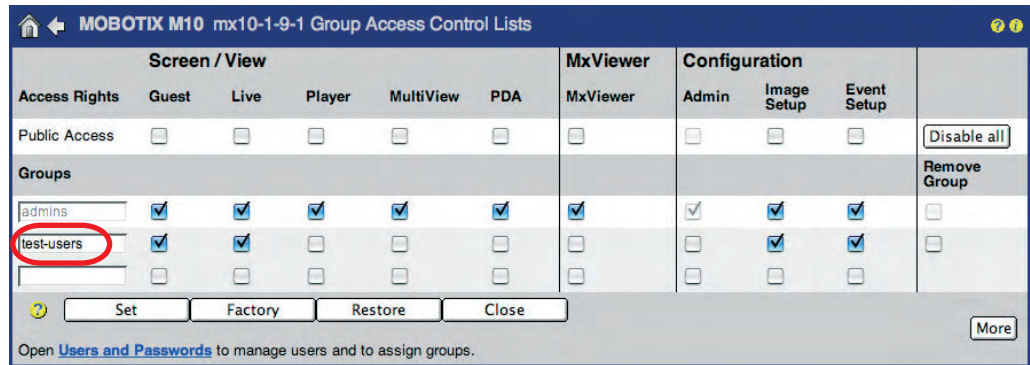 MOBOTIX M10 mx10-1-9-1 Group Access Control Lists ? i
Screen / View MxViewer Configuration
Access Rights Guest Live Player MultiView PDA MxViewer Admin Image Setup Event Setup
Public Access Disable all
Groups Remove Group
admins
test-users
? Set Factory Restore Close
More
Open Users and Passwords to manage users and to assign groups.